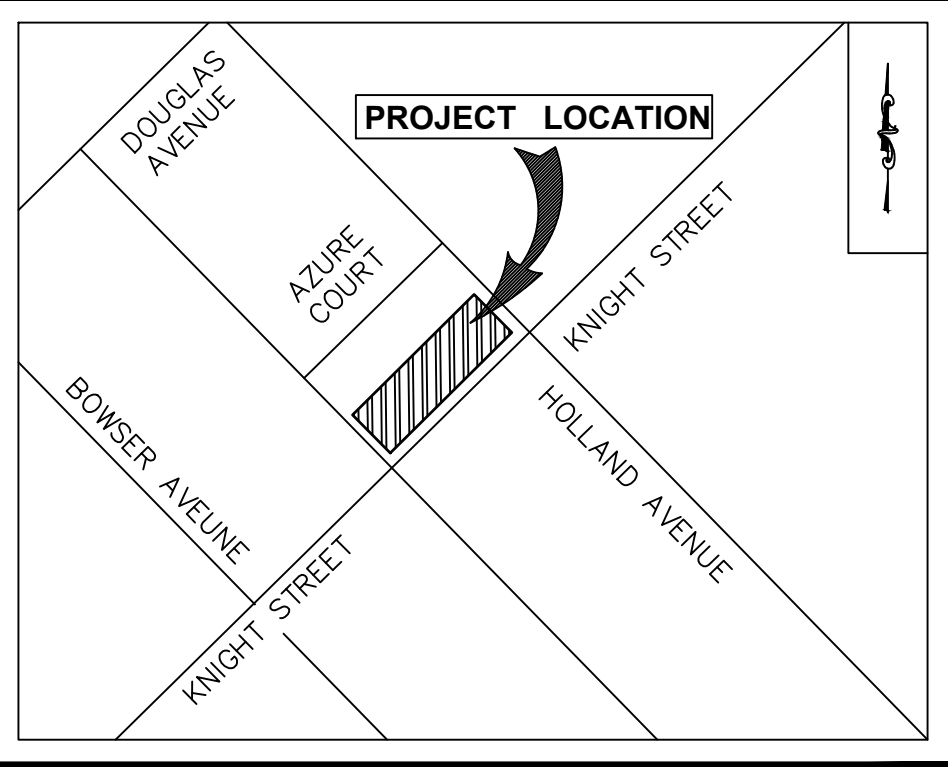 DOUGLAS
AVENUE
PROJECT LOCATION
AZURE
COURT
KNIGHT STREET
BOWSER AVEUNE
HOLLAND AVENUE
KNIGHT STREET